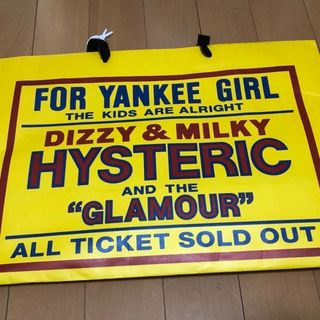 FOR YANKEE GIRL
THE KIDS ARE ALRIGHT
DIZZY & MILKY
HYSTERIC
AND THE
“GLAMOUR”
ALL TICKET SOLD OUT